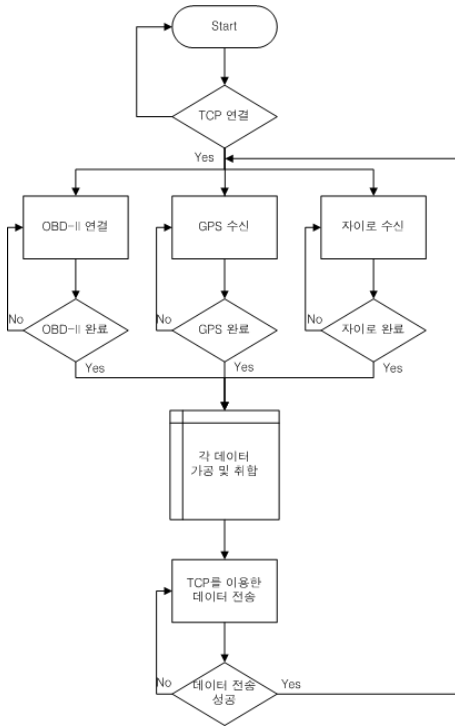 Start
TCP 연결
Yes
OBD-II 연결
GPS 수신
자이로 수신
No
OBD-II 완료
No
GPS 완료
No
자이로 완료
Yes
Yes
Yes
각 데이터
가공 및 취합
TCP를 이용한
데이터 전송
No
데이터 전송
성공
Yes